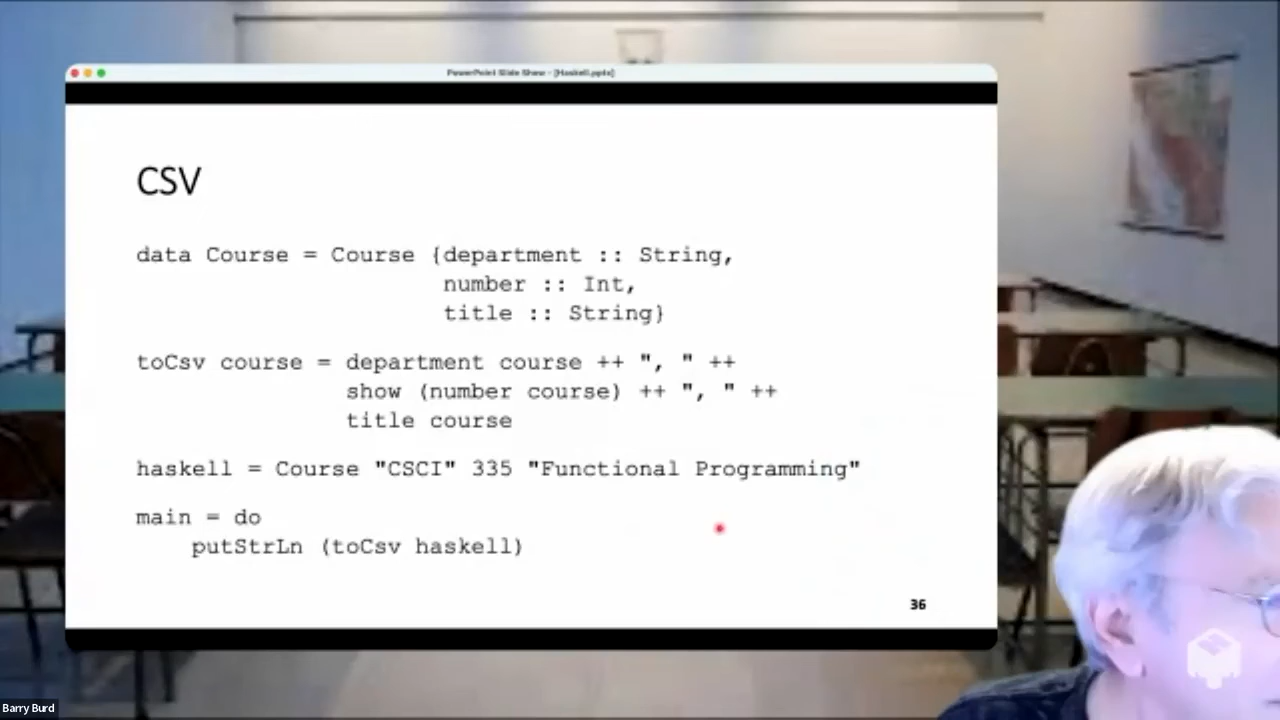 PowerPoint Slide Show - [Haskell.pptx]
CSV
data Course = Course {department :: String,
number :: Int,
title :: String}
toCsv course = department course ++ ", " ++
show (number course) ++ ", " ++
title course
haskell = Course "CSCI" 335 "Functional Programming"
main = do
putStrLn (toCsv haskell)
36
Barry Burd